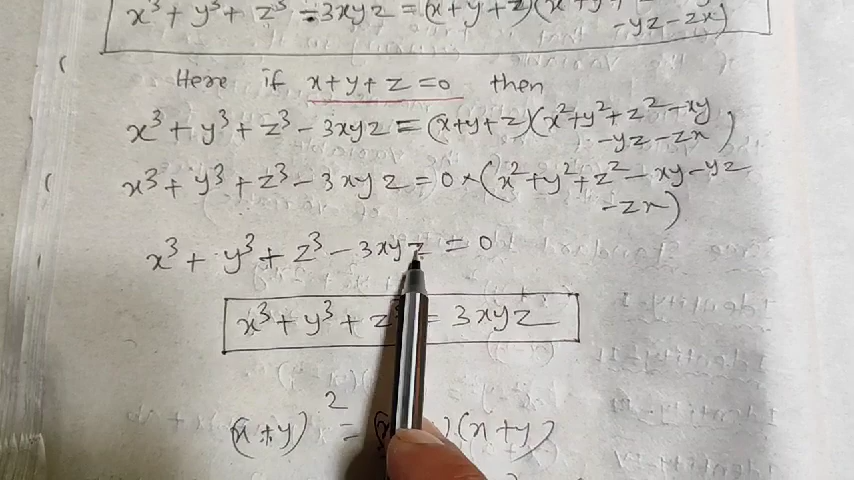 x³ + y³ + z³ - 3xyz = (x+y+z)(x²+y²+
-yz-zx)
Here if x+y+z=0 then
x³ + y³ + z³ - 3xyz = (x+y+z)(x²+y²+z²-xy
-yz-zx)
x³ + y³ + z³ - 3xyz = 0×(x²+y²+z²-xy-yz
-zx)
x³ + y³ + z³ - 3xyz = 0
x³ + y³ + z³ = 3xyz
(x+y)² = (x )(x+y)